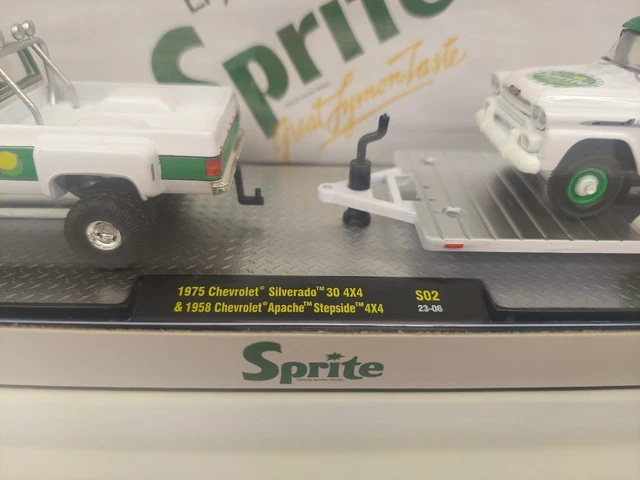 Sprite
Great Lymon Taste
1975 Chevrolet® Silverado™ 30 4X4
& 1958 Chevrolet® Apache™ Stepside™ 4X4
S02
23-06
Sprite